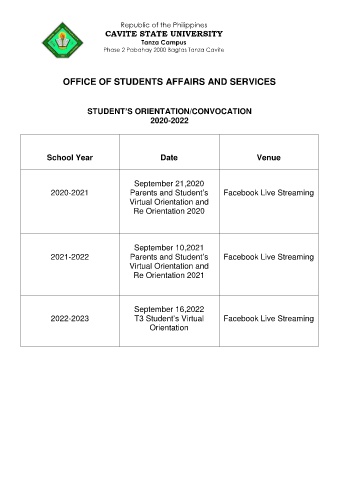 Republic of the Philippines
CAVITE STATE UNIVERSITY
Tanza Campus
Phase 2 Pabahay 2000 Bagtas Tanza Cavite
OFFICE OF STUDENTS AFFAIRS AND SERVICES
STUDENT'S ORIENTATION/CONVOCATION
2020-2022
School Year
Date
Venue
2020-2021
September 21,2020
Parents and Student's
Virtual Orientation and
Re Orientation 2020
Facebook Live Streaming
2021-2022
September 10,2021
Parents and Student's
Virtual Orientation and
Re Orientation 2021
Facebook Live Streaming
2022-2023
September 16,2022
T3 Student's Virtual
Orientation
Facebook Live Streaming